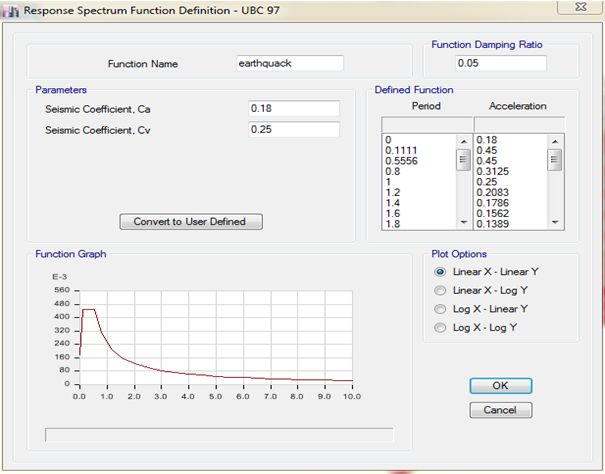 Response Spectrum Function Definition - UBC 97
Function Name
earthquack
Function Damping Ratio
0.05
Parameters
Seismic Coefficient, Ca
0.18
Seismic Coefficient, Cv
0.25
Convert to User Defined
Defined Function
Period Acceleration
0 0.18
0.1111 0.45
0.5556 0.45
0.8 0.3125
1 0.25
1.2 0.2083
1.4 0.1786
1.6 0.1562
1.8 0.1389
Function Graph
E-3
560
480
400
320
240
160
80
0
0.0 1.0 2.0 3.0 4.0 5.0 6.0 7.0 8.0 9.0 10.0
Plot Options
Linear X - Linear Y
Linear X - Log Y
Log X - Linear Y
Log X - Log Y
OK
Cancel